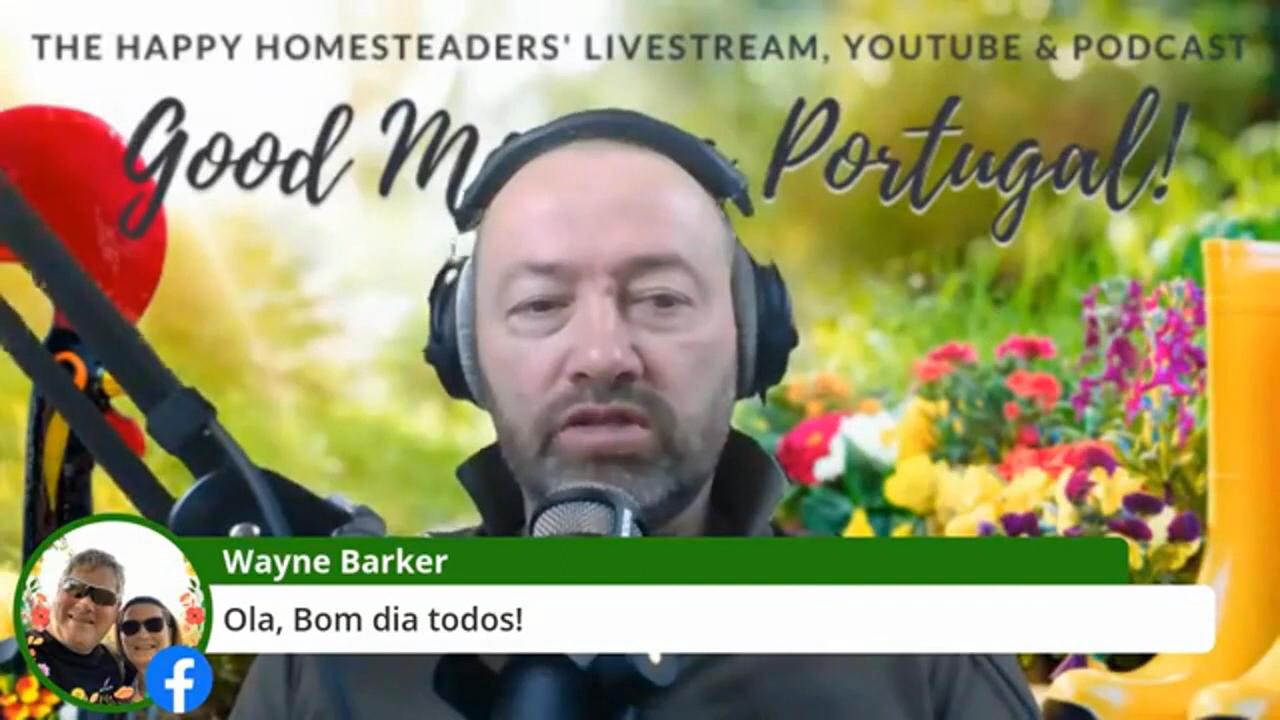 THE HAPPY HOMESTEADERS' LIVESTREAM, YOUTUBE & PODCAST
Good M Portugal!
Wayne Barker
Ola, Bom dia todos!